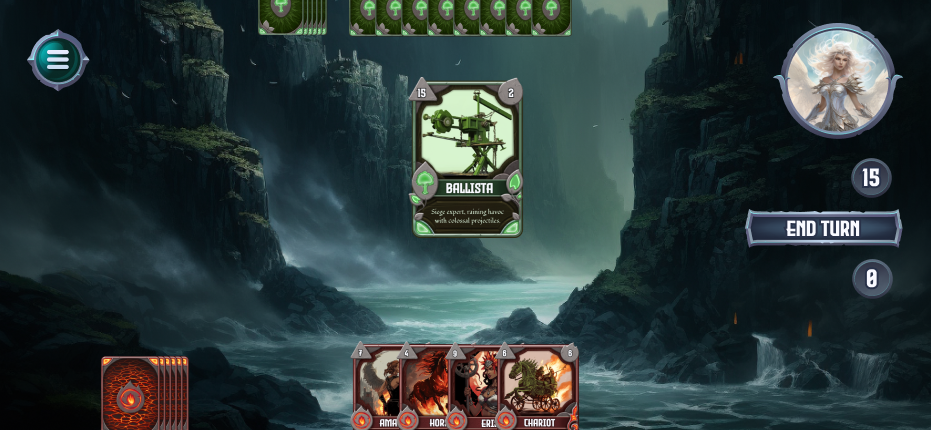 15
2
BALLISTA
Siege expert, raining havoc
with colossal projectiles.
15
END TURN
0
7
4
9
6
6
AMA
HOR
ERI
CHARIOT